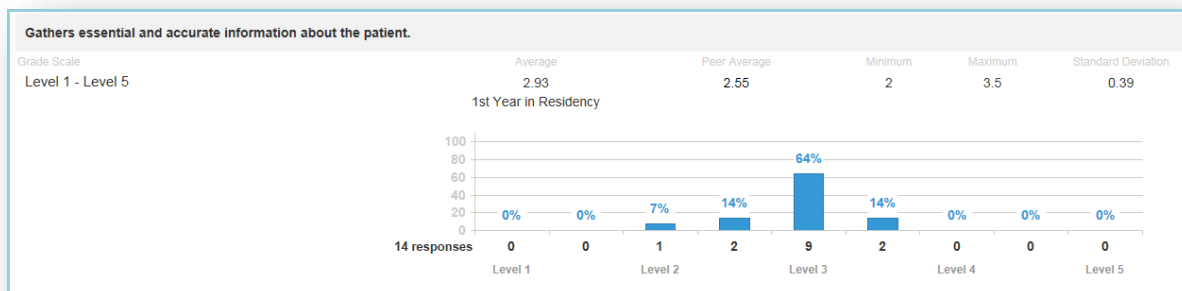 Gathers essential and accurate information about the patient.
Grade Scale Average Peer Average Minimum Maximum Standard Deviation
Level 1 - Level 5 2.93 2.55 2 3.5 0.39
1st Year in Residency
100
80
64%
60
40
20 0% 0% 7% 14% 14% 0% 0% 0%
0
14 responses 0 0 1 2 9 2 0 0 0
Level 1 Level 2 Level 3 Level 4 Level 5